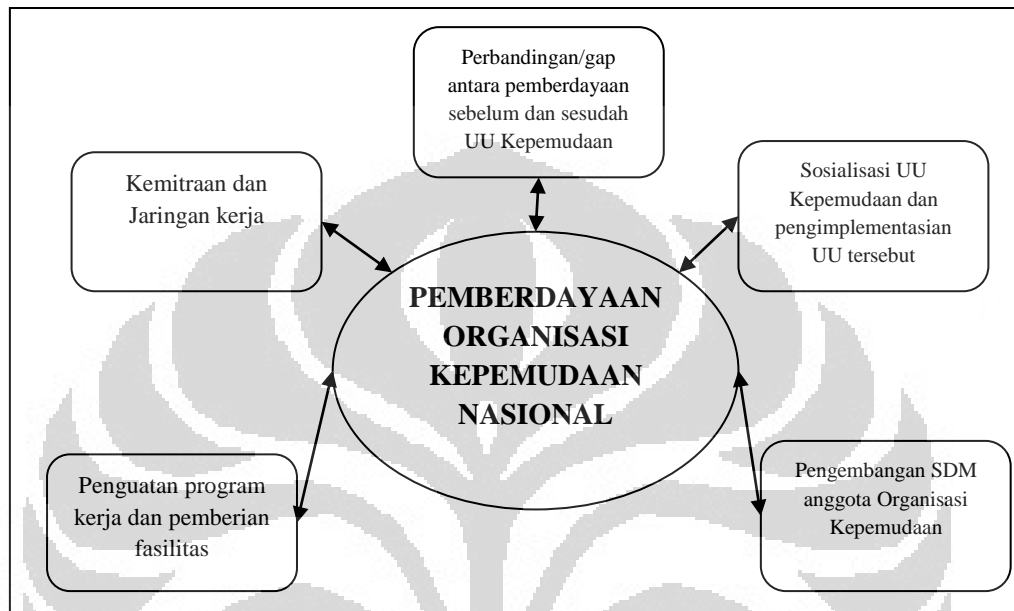 Perbandingan/gap
antara pemberdayaan
sebelum dan sesudah
UU Kepemudaan
Kemitraan dan
Jaringan kerja
Sosialisasi UU
Kepemudaan dan
pengimplementasian
UU tersebut
PEMBERDAYAAN
ORGANISASI
KEPEMUDAAN
NASIONAL
Penguatan program
kerja dan pemberian
fasilitas
Pengembangan SDM
anggota Organisasi
Kepemudaan